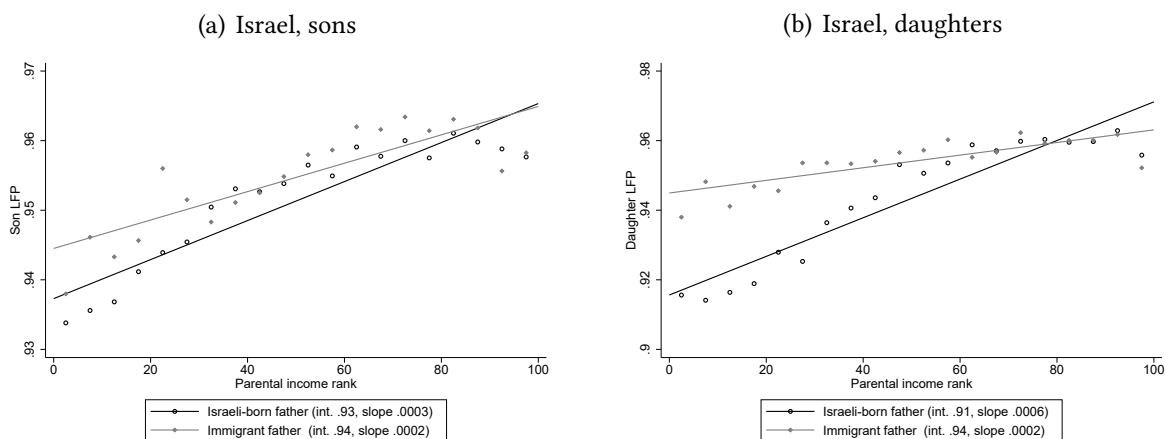 (a) Israel, sons
.97
.96
.95
.94
.93
Son LFP
0
20
40
60
80
100
Parental income rank
Israeli-born father (int. .93, slope .0003)
Immigrant father (int. .94, slope .0002)
(b) Israel, daughters
.98
.96
.94
.92
.9
Daughter LFP
0
20
40
60
80
100
Parental income rank
Israeli-born father (int. .91, slope .0006)
Immigrant father (int. .94, slope .0002)